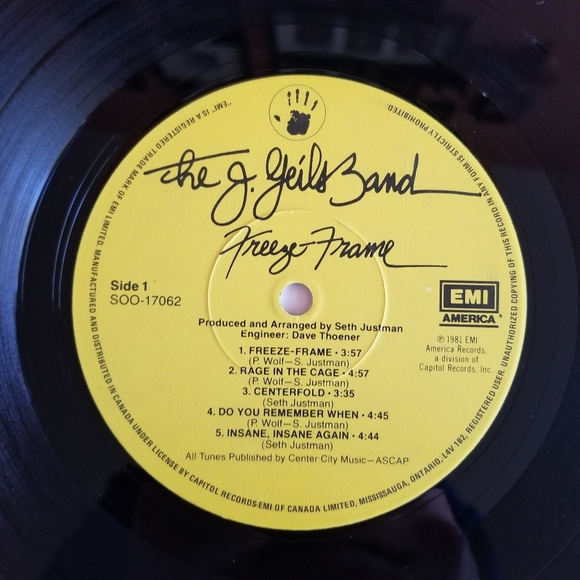 The J. Geils Band
Freeze-Frame
Side 1
SOO-17062
EMI
AMERICA
Produced and Arranged by Seth Justman
Engineer: Dave Thoener
℗ 1981 EMI
America Records,
a division of
Capitol Records, Inc.
1. FREEZE-FRAME • 3:57
(P. Wolf—S. Justman)
2. RAGE IN THE CAGE • 4:57
(P. Wolf—S. Justman)
3. CENTERFOLD • 3:35
(Seth Justman)
4. DO YOU REMEMBER WHEN • 4:45
(P. Wolf—S. Justman)
5. INSANE, INSANE AGAIN • 4:44
(Seth Justman)
All Tunes Published by Center City Music—ASCAP
MANUFACTURED AND DISTRIBUTED IN CANADA UNDER LICENSE BY CAPITOL RECORDS-EMI OF CANADA LIMITED, MISSISSAUGA, ONTARIO, L4V 1B2, REGISTERED USER. UNAUTHORIZED COPYING OF THIS RECORD IN ANY FORM IS STRICTLY PROHIBITED.
"EMI" IS A REGISTERED TRADE MARK OF EMI LIMITED.